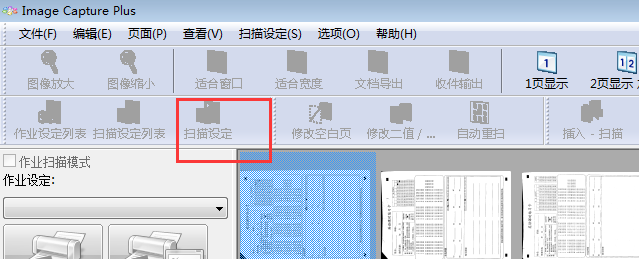 Image Capture Plus
文件(F) 编辑(E) 页面(P) 查看(V) 扫描设定(S) 选项(O) 帮助(H)
图像放大 图像缩小 适合窗口 适合宽度 文档导出 收件输出 1页显示 2页显示
作业设定列表 扫描设定列表 扫描设定 修改空白页 修改二值 / ... 自动重扫 插入 - 扫描
作业扫描模式
作业设定: